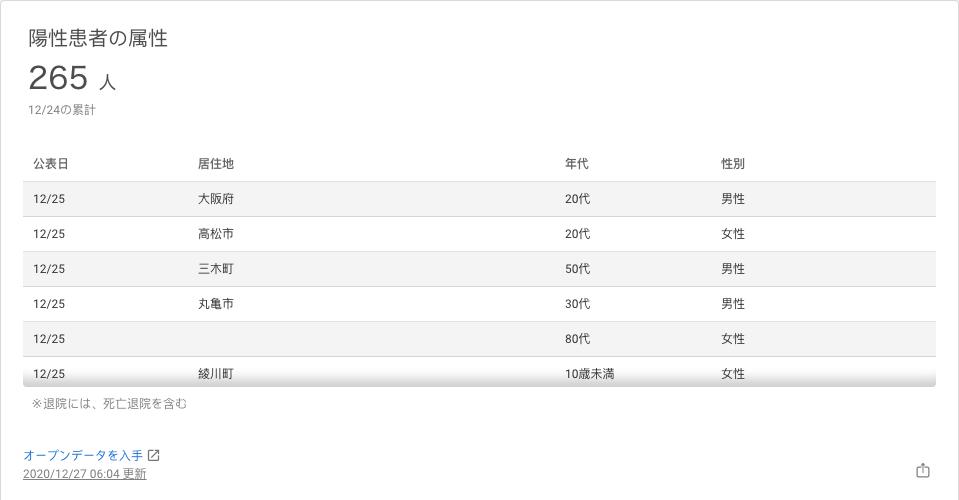 陽性患者の属性
265 人
12/24の累計
公表日 居住地 年代 性別
12/25 大阪府 20代 男性
12/25 高松市 20代 女性
12/25 三木町 50代 男性
12/25 丸亀市 30代 男性
12/25 80代 女性
12/25 綾川町 10歳未満 女性
※退院には、死亡退院を含む
オープンデータを入手
2020/12/27 06:04 更新